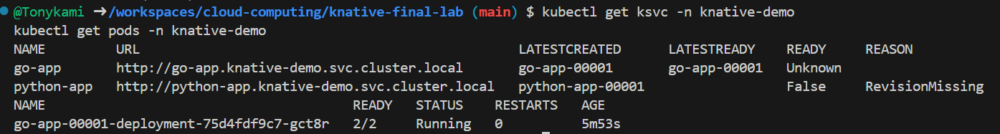 @Tonykami ➜/workspaces/cloud-computing/knative-final-lab (main) $ kubectl get ksvc -n knative-demo
kubectl get pods -n knative-demo
NAME URL LATESTCREATED LATESTREADY READY REASON
go-app http://go-app.knative-demo.svc.cluster.local go-app-00001 go-app-00001 Unknown
python-app http://python-app.knative-demo.svc.cluster.local python-app-00001 False RevisionMissing
NAME READY STATUS RESTARTS AGE
go-app-00001-deployment-75d4fdf9c7-gct8r 2/2 Running 0 5m53s